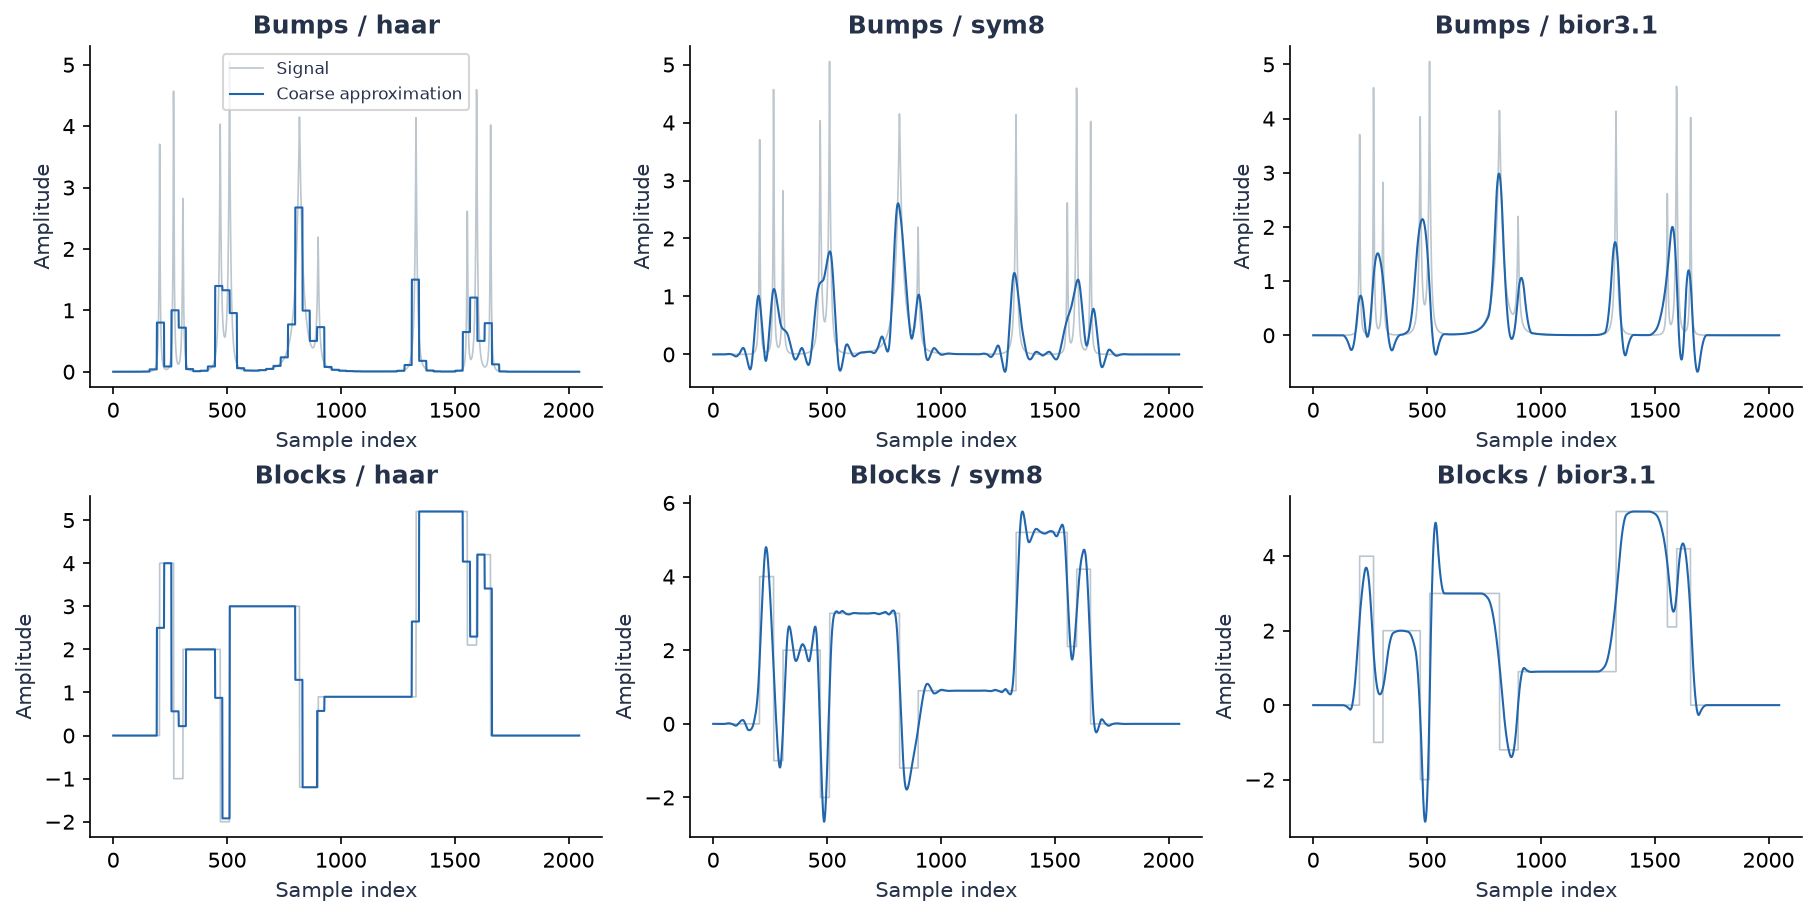 Bumps / haar
Signal
Coarse approximation
Amplitude
5
4
3
2
1
0
0 500 1000 1500 2000
Sample index
Bumps / sym8
Amplitude
5
4
3
2
1
0
0 500 1000 1500 2000
Sample index
Bumps / bior3.1
Amplitude
5
4
3
2
1
0
0 500 1000 1500 2000
Sample index
Blocks / haar
Amplitude
5
4
3
2
1
0
−1
−2
0 500 1000 1500 2000
Sample index
Blocks / sym8
Amplitude
6
4
2
0
−2
0 500 1000 1500 2000
Sample index
Blocks / bior3.1
Amplitude
4
2
0
−2
0 500 1000 1500 2000
Sample index